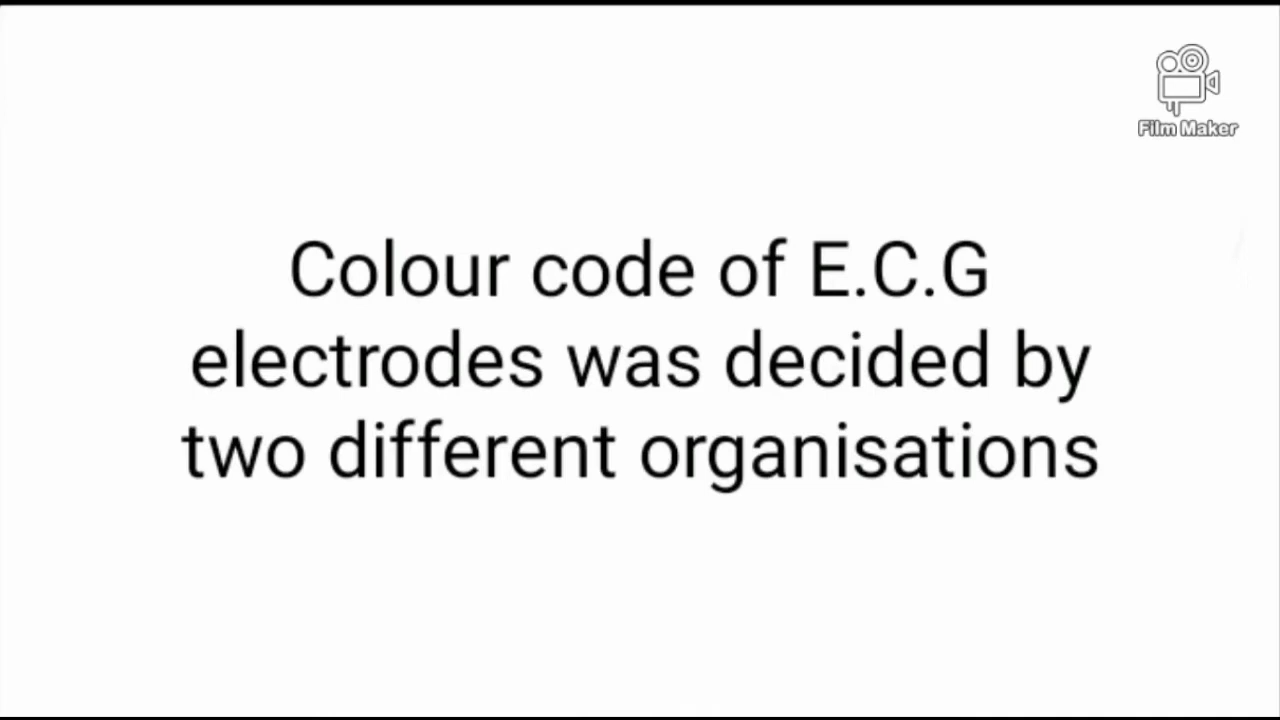 Film Maker
Colour code of E.C.G
electrodes was decided by
two different organisations